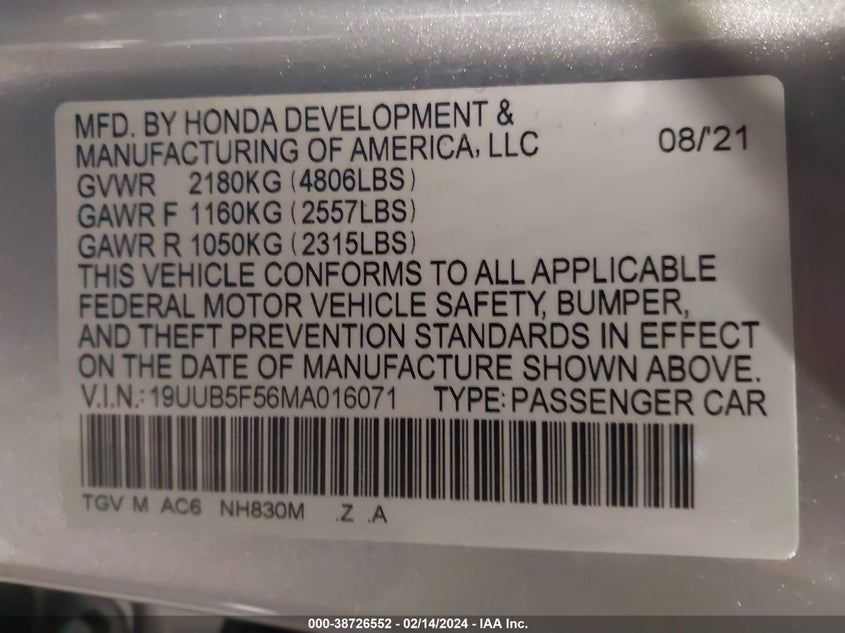 MFD. BY HONDA DEVELOPMENT &
MANUFACTURING OF AMERICA, LLC 08/'21
GVWR 2180KG (4806LBS)
GAWR F 1160KG (2557LBS)
GAWR R 1050KG (2315LBS)
THIS VEHICLE CONFORMS TO ALL APPLICABLE
FEDERAL MOTOR VEHICLE SAFETY, BUMPER,
AND THEFT PREVENTION STANDARDS IN EFFECT
ON THE DATE OF MANUFACTURE SHOWN ABOVE.
V.I.N.: 19UUB5F56MA016071 TYPE: PASSENGER CAR
TGV M AC6 NH830M .Z .A
000-38726552 - 02/14/2024 - IAA Inc.